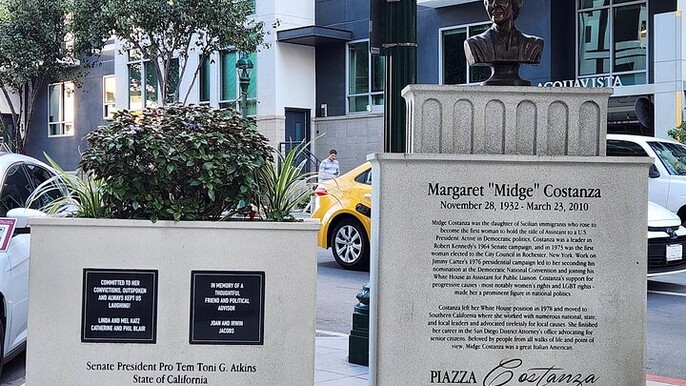 ACQUAVISTA
Margaret "Midge" Costanza
November 28, 1932 - March 23, 2010
Midge Costanza was the daughter of Sicilian immigrants who rose to
become the first woman to hold the title of Assistant to a U.S.
President. Active in Democratic politics, Costanza was a leader in
Robert Kennedy's 1964 Senate campaign, and in 1973 was the first
woman elected to the City Council in Rochester, New York. Work on
Jimmy Carter's 1976 presidential campaign led to her seconding his
nomination at the Democratic National Convention and joining his
White House as Assistant for Public Liaison. Costanza's support for
progressive causes - most notably women's rights and LGBT rights
made her a prominent figure in national politics.
Costanza left her White House position in 1978 and moved to
Southern California where she worked with numerous national, state,
and local leaders and advocated tirelessly for local causes. She finished
her career in the San Diego District Attorney's office advocating for
senior citizens. Beloved by people from all walks of life and point of
view, Midge Costanza was a great Italian American.
PIAZZA Costanza
COMMITTED TO HER
CONVICTIONS, OUTSPOKEN
AND ALWAYS KEPT US
LAUGHING!
LINDA AND MEL KATZ
CATHERINE AND PHIL BLAIR
IN MEMORY OF A
THOUGHTFUL
FRIEND AND POLITICAL
ADVISOR
JOAN AND IRWIN
JACOBS
Senate President Pro Tem Toni G. Atkins
State of California